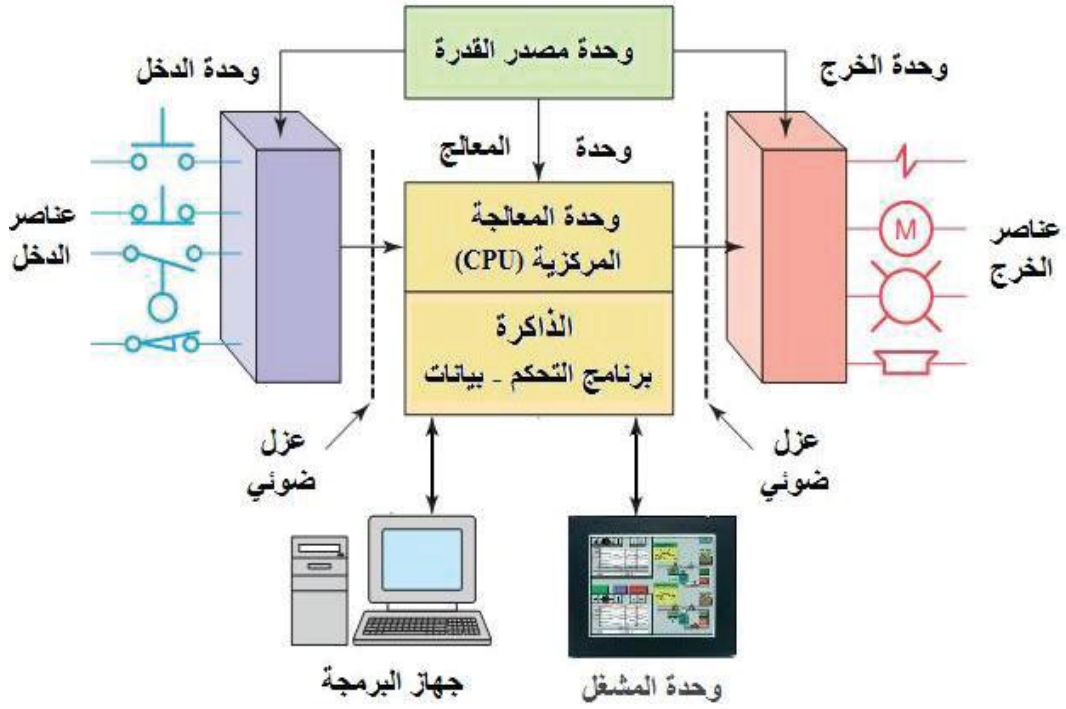 وحدة مصدر القدرة
وحدة الدخل
وحدة الخرج
وحدة المعالج
عناصر
الدخل
وحدة المعالجة
المركزية (CPU)
الذاكرة
برنامج التحكم - بيانات
M
عناصر
الخرج
عزل
ضوئي
عزل
ضوئي
جهاز البرمجة
وحدة المشغل